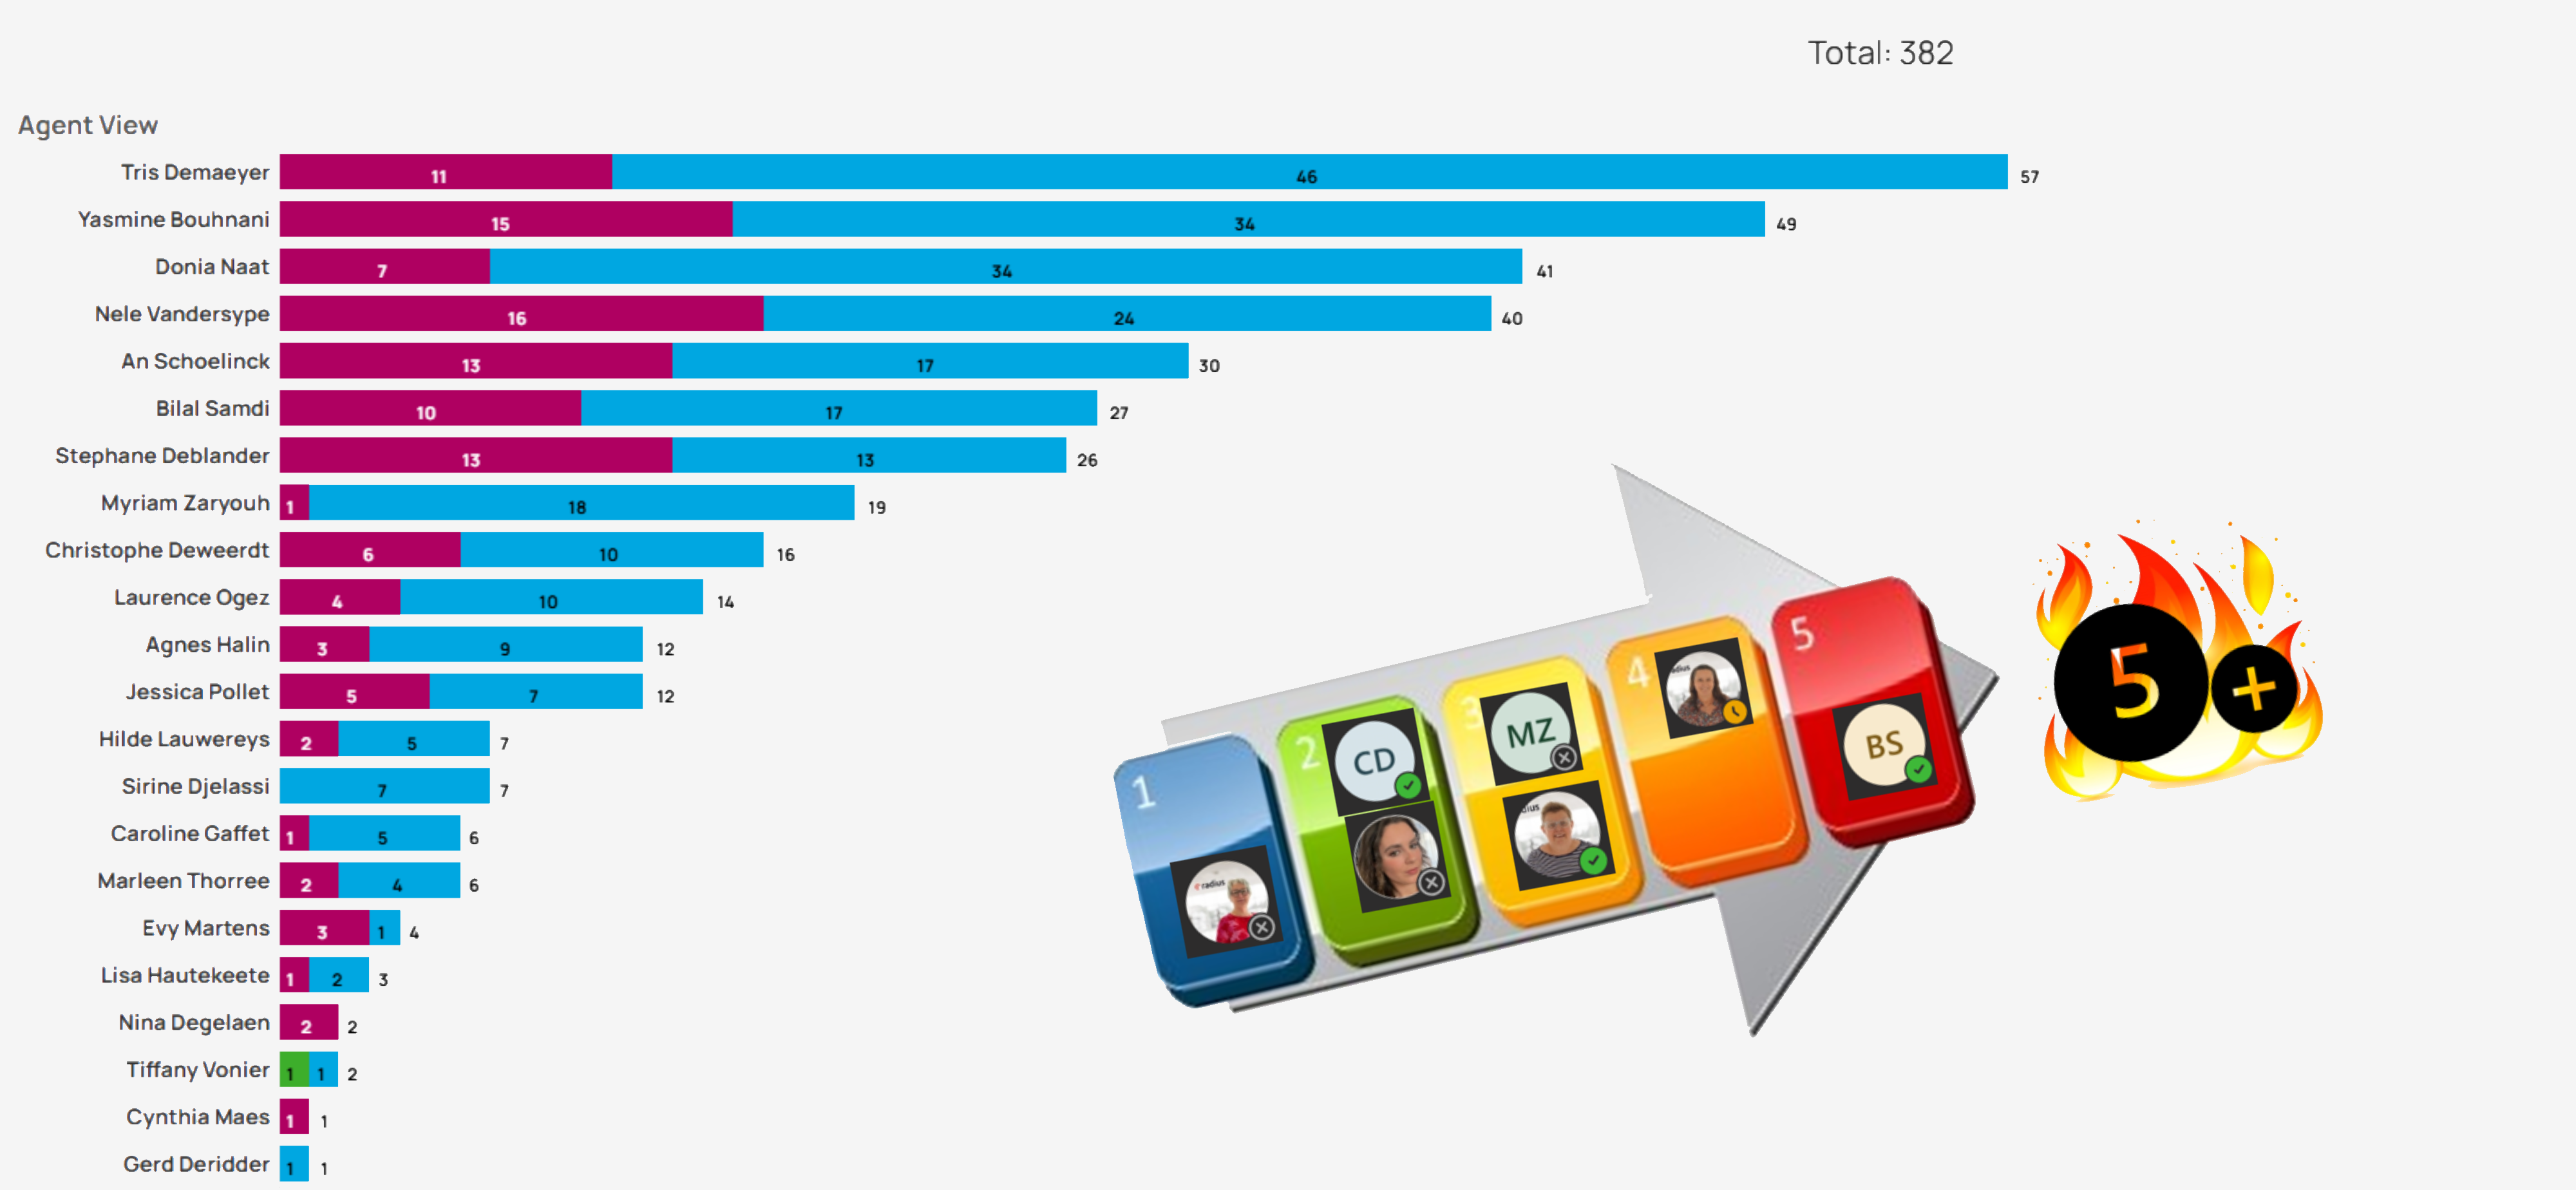 Total: 382
Agent View
Tris Demaeyer 11 46 57
Yasmine Bouhnani 15 34 49
Donia Naat 7 34 41
Nele Vandersype 16 24 40
An Schoelinck 13 17 30
Bilal Samdi 10 17 27
Stephane Deblander 13 13 26
Myriam Zaryouh 1 18 19
Christophe Deweerdt 6 10 16
Laurence Ogez 4 10 14
Agnes Halin 3 9 12
Jessica Pollet 5 7 12
Hilde Lauwereys 2 5 7
Sirine Djelassi 7 7
Caroline Gaffet 1 5 6
Marleen Thorree 2 4 6
Evy Martens 3 1 4
Lisa Hautekeete 1 2 3
Nina Degelaen 2 2
Tiffany Vonier 1 1 2
Cynthia Maes 1 1
Gerd Deridder 1 1
1
radius
2
CD
3
MZ
4
5
BS
5 +